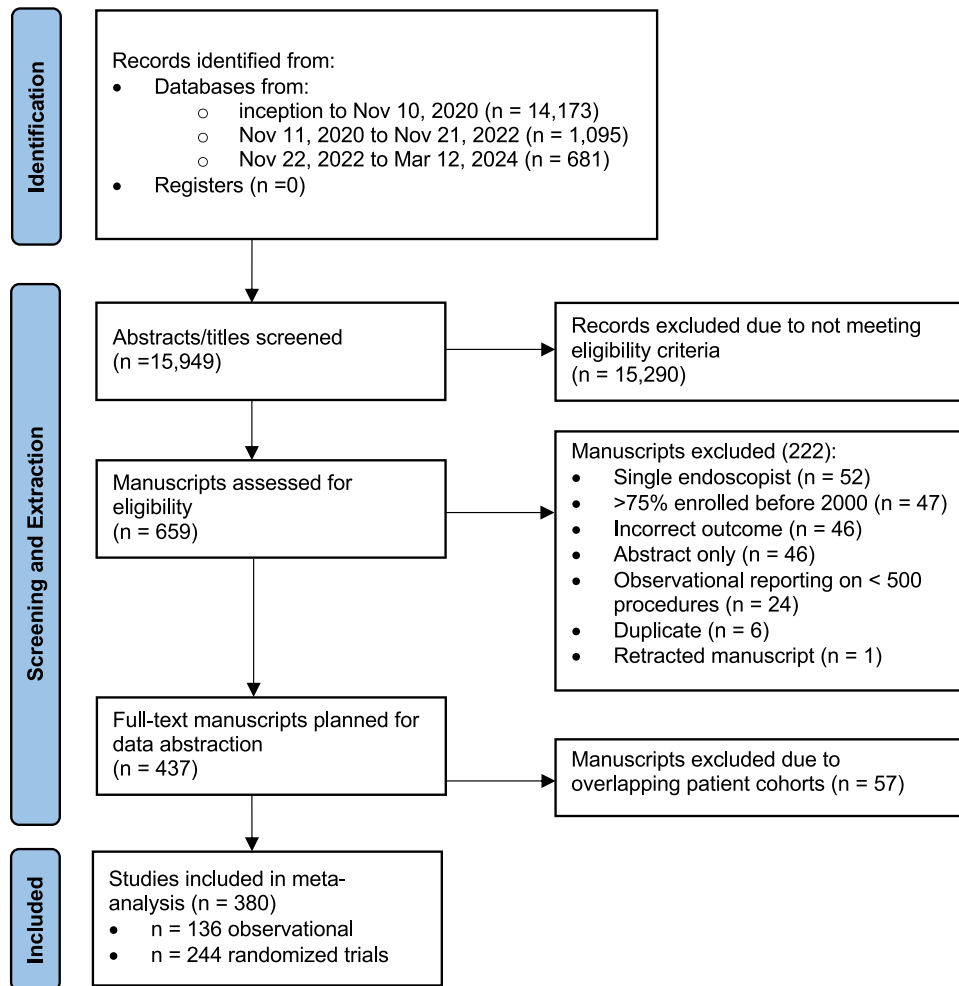 Identification
Records identified from:
• Databases from:
o inception to Nov 10, 2020 (n = 14,173)
o Nov 11, 2020 to Nov 21, 2022 (n = 1,095)
o Nov 22, 2022 to Mar 12, 2024 (n = 681)
• Registers (n =0)
Screening and Extraction
Abstracts/titles screened
(n =15,949)
Records excluded due to not meeting
eligibility criteria
(n = 15,290)
Manuscripts assessed for
eligibility
(n = 659)
Manuscripts excluded (222):
• Single endoscopist (n = 52)
• >75% enrolled before 2000 (n = 47)
• Incorrect outcome (n = 46)
• Abstract only (n = 46)
• Observational reporting on < 500
procedures (n = 24)
• Duplicate (n = 6)
• Retracted manuscript (n = 1)
Full-text manuscripts planned for
data abstraction
(n = 437)
Manuscripts excluded due to
overlapping patient cohorts (n = 57)
Included
Studies included in meta-
analysis (n = 380)
• n = 136 observational
• n = 244 randomized trials